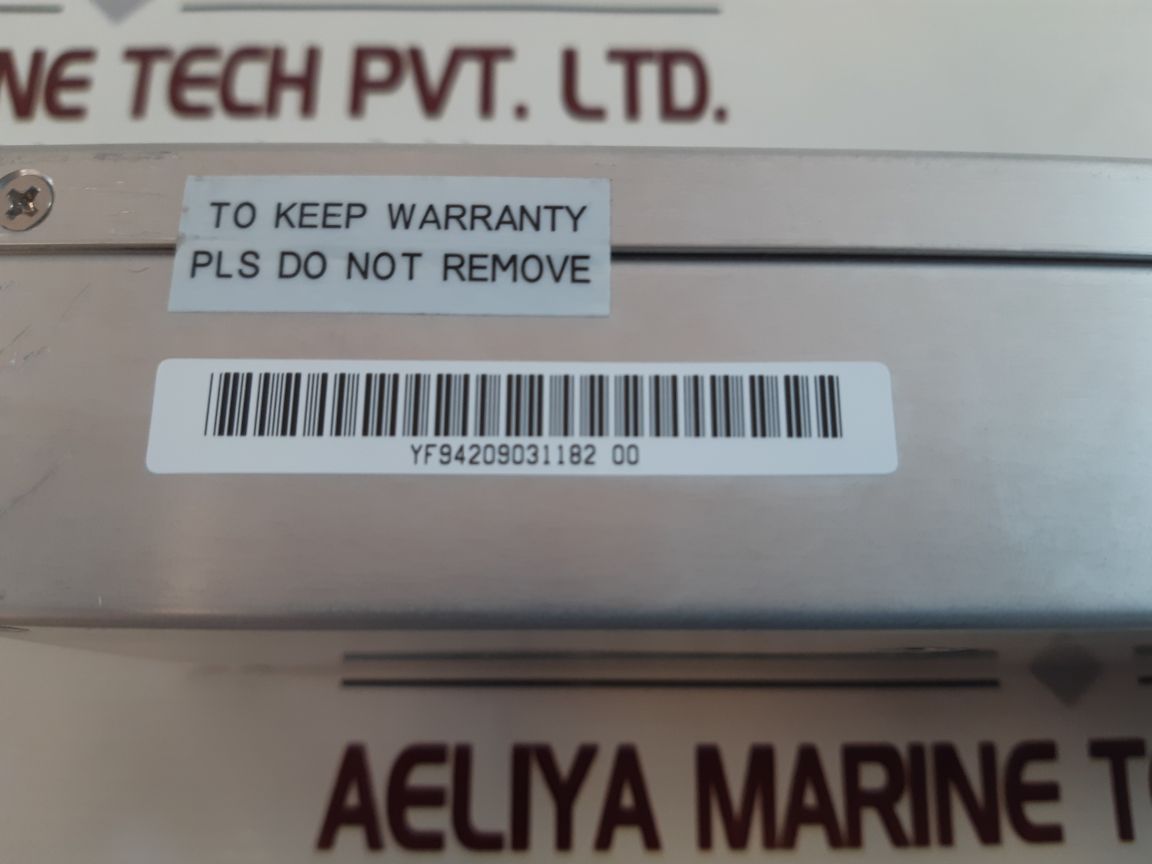 NE TECH PVT. LTD.
TO KEEP WARRANTY
PLS DO NOT REMOVE
YF94209031182 00
AELIYA MARINE